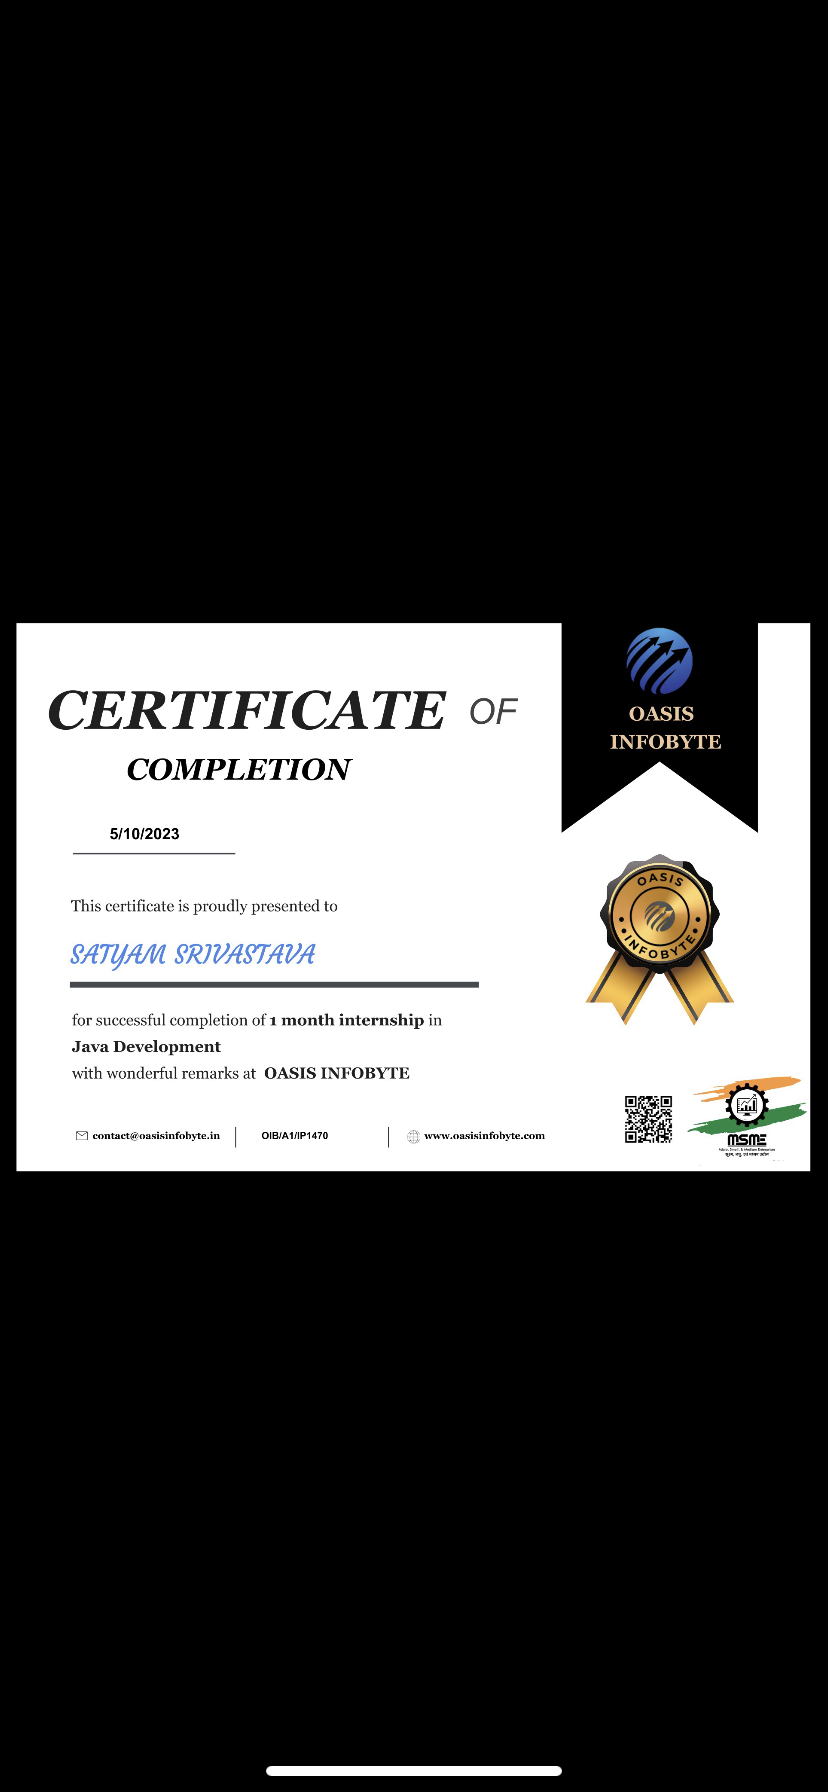 CERTIFICATE OF
COMPLETION
5/10/2023
This certificate is proudly presented to
SATYAM SRIVASTAVA
for successful completion of 1 month internship in
Java Development
with wonderful remarks at OASIS INFOBYTE
contact@oasisinfobyte.in
OIB/A1/IP1470
www.oasisinfobyte.com
OASIS
INFOBYTE
OASIS
INFOBYTE
MSME